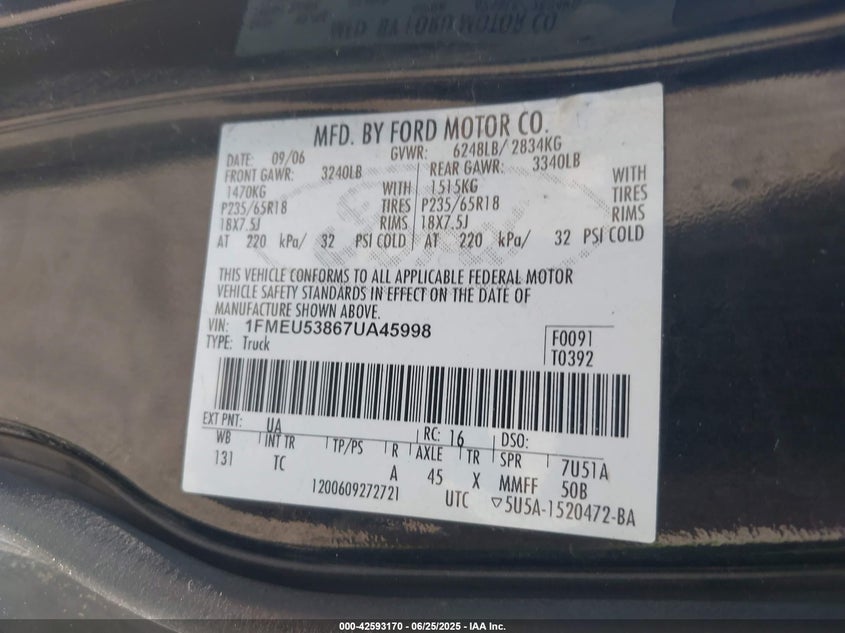 MFD. BY FORD MOTOR CO
MFD. BY FORD MOTOR CO.
DATE: 09/06 GVWR: 6248LB/ 2834KG
FRONT GAWR: 3240LB REAR GAWR: 3340LB
1470KG WITH 1515KG WITH
P235/65R18 TIRES P235/65R18 TIRES
18X7.5J RIMS 18X7.5J RIMS
AT 220 kPa/ 32 PSI COLD AT 220 kPa/ 32 PSI COLD
THIS VEHICLE CONFORMS TO ALL APPLICABLE FEDERAL MOTOR
VEHICLE SAFETY STANDARDS IN EFFECT ON THE DATE OF
MANUFACTURE SHOWN ABOVE.
VIN: 1FMEU53867UA45998 F0091
TYPE: Truck T0392
EXT PNT: UA RC: 16 DSO:
WB INT TR TP/PS R AXLE TR SPR 7U51A
131 TC A 45 X MMFF 50B
1200609272721 UTC ▽5U5A-1520472-BA
000-42593170 - 06/25/2025 - IAA Inc.